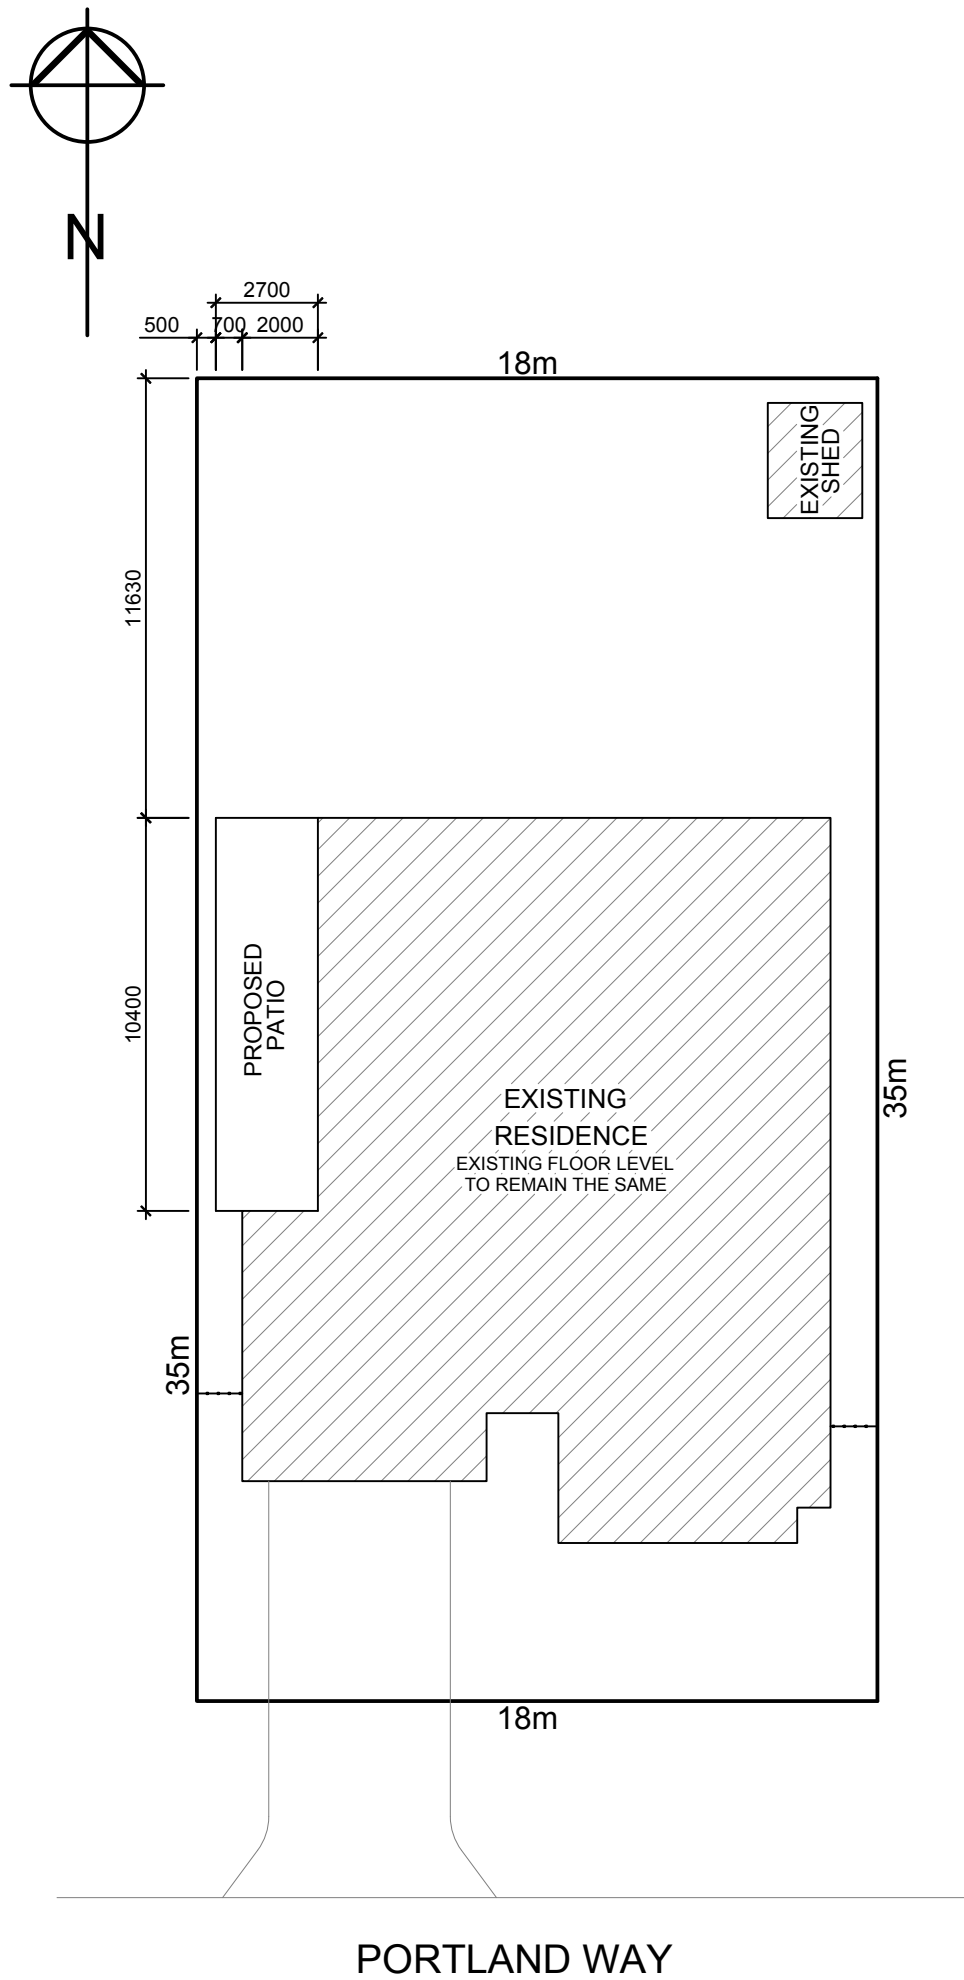 N
2700
500
700
2000
18m
EXISTING
SHED
11630
PROPOSED
PATIO
10400
35m
EXISTING
RESIDENCE
EXISTING FLOOR LEVEL
TO REMAIN THE SAME
35m
18m
PORTLAND WAY